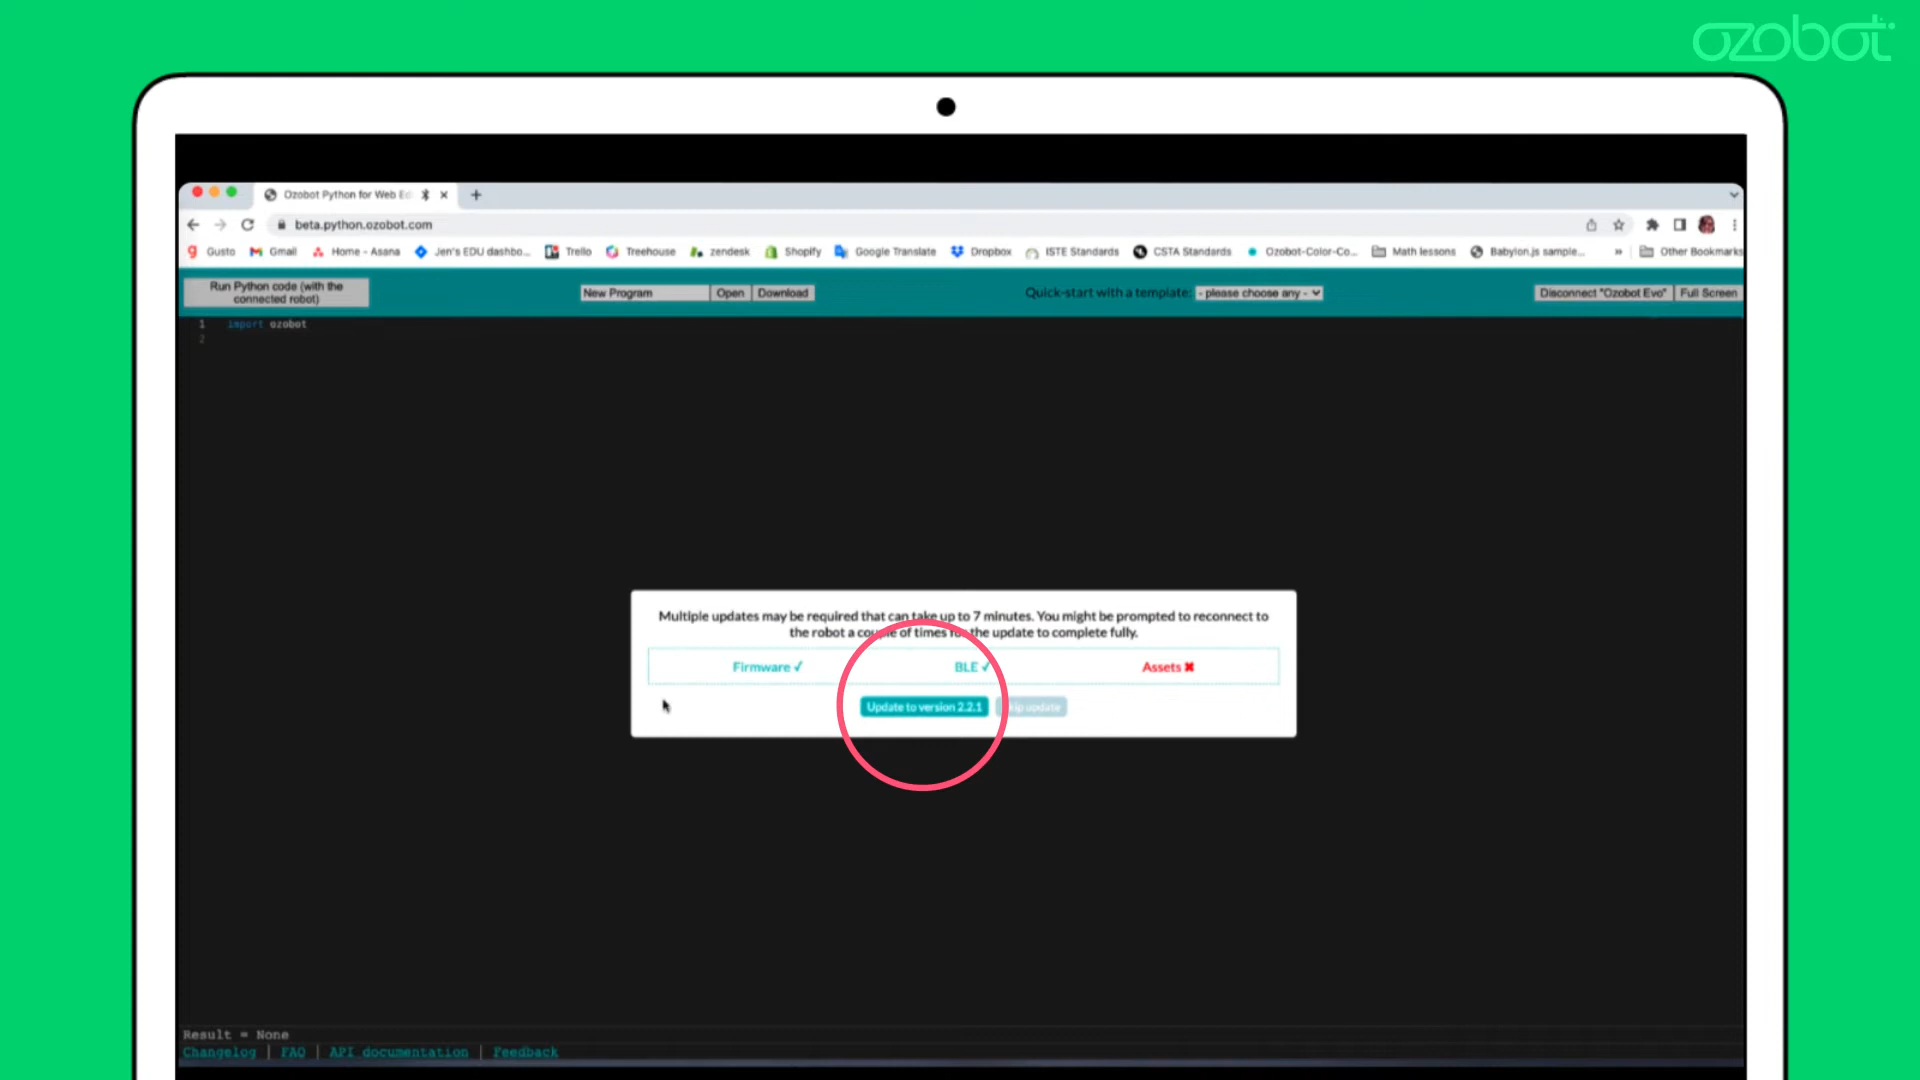 ozobot
Ozobot Python for Web Ed
beta.python.ozobot.com
Gusto Gmail Home - Asana Jen's EDU dashbo... Trello Treehouse zendesk Shopify Google Translate Dropbox ISTE Standards CSTA Standards Ozobot-Color-Co... Math lessons Babylon.js sample... » Other Bookmarks
Run Python code (with the
connected robot)
New Program Open Download Quick-start with a template: - please choose any - Disconnect "Ozobot Evo" Full Screen
1 import ozobot
2
Multiple updates may be required that can take up to 7 minutes. You might be prompted to reconnect to
the robot a couple of times for the update to complete fully.
Firmware ✓ BLE ✓ Assets ✖
Update to version 2.2.1 Skip update
Result = None
Changelog | FAQ | API documentation | Feedback